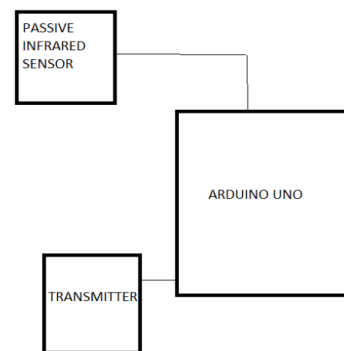 PASSIVE
INFRARED
SENSOR
ARDUINO UNO
TRANSMITTER